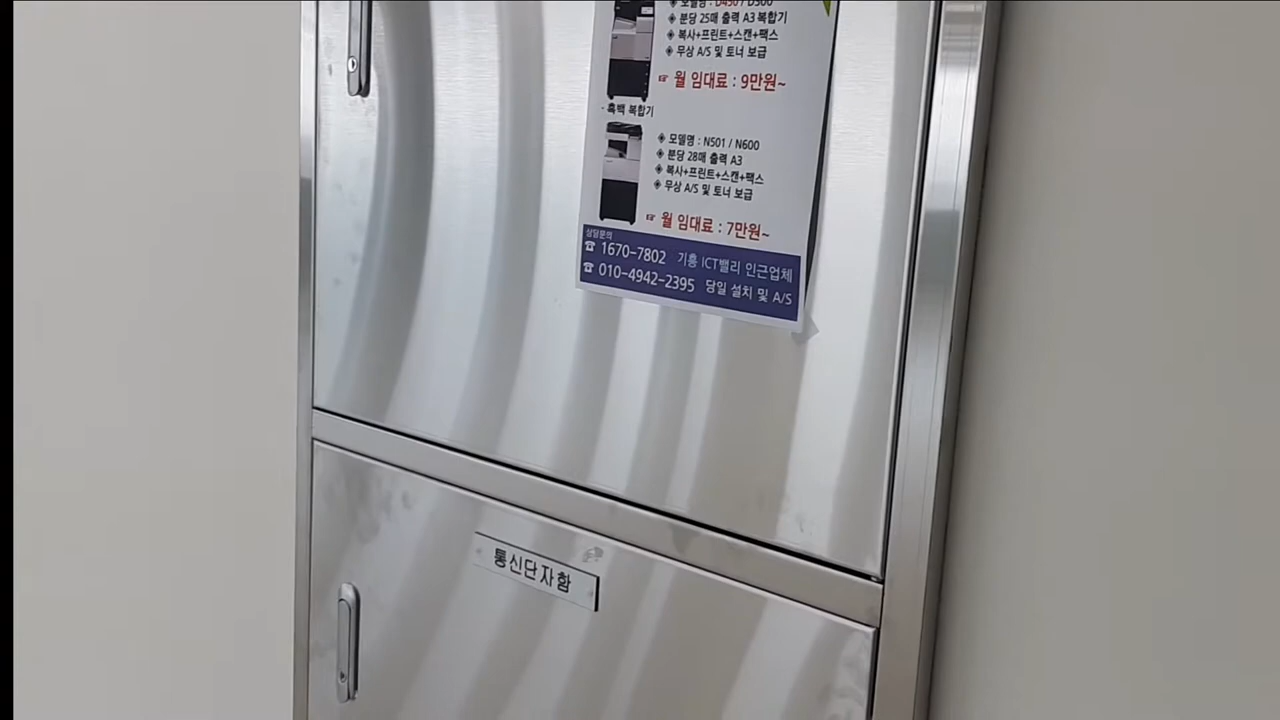 ◈ 모델명 : D450 / D500
◈ 분당 25매 출력 A3 복합기
◈ 복사+프린트+스캔+팩스
◈ 무상 A/S 및 토너 보급
☞ 월 임대료 : 9만원~
- 흑백 복합기
◈ 모델명 : N501 / N600
◈ 분당 28매 출력 A3
◈ 복사+프린트+스캔+팩스
◈ 무상 A/S 및 토너 보급
☞ 월 임대료 : 7만원~
상담문의
☎ 1670-7802 기흥 ICT밸리 인근업체
☎ 010-4942-2395 당일 설치 및 A/S
통신단자함